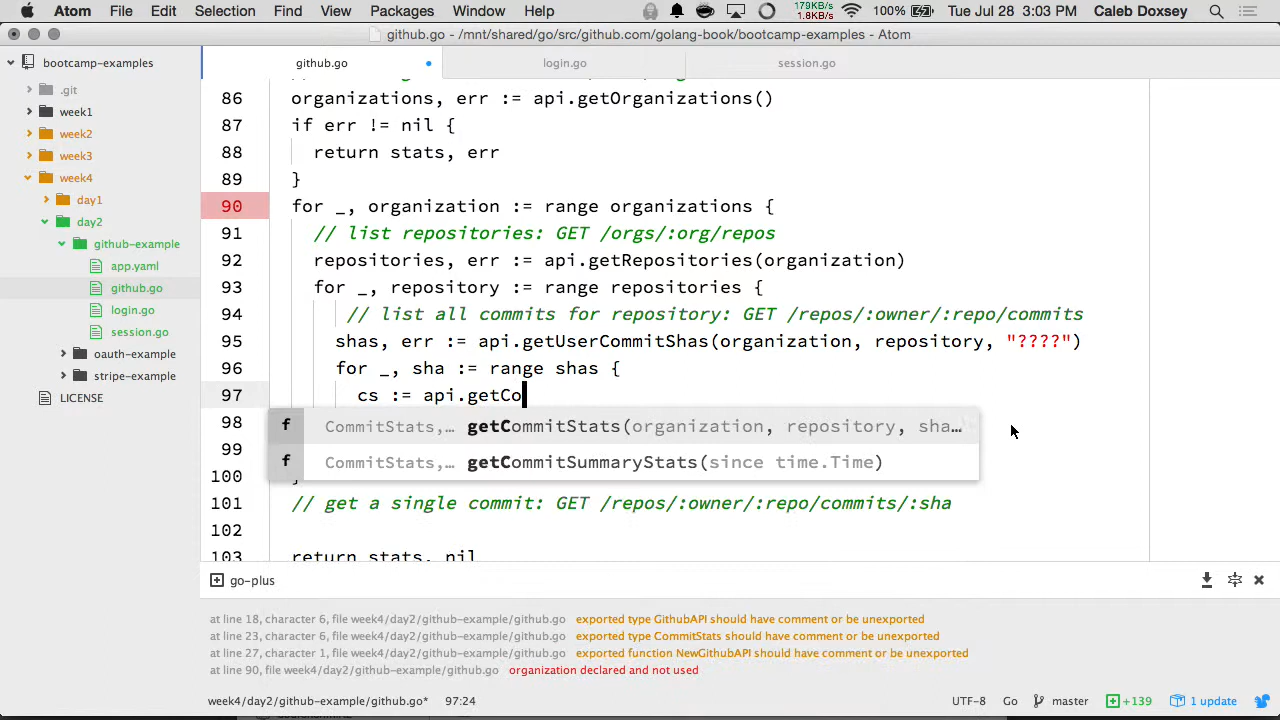 Atom File Edit Selection Find View Packages Window Help 179KB/s 1.8KB/s 100% Tue Jul 28 3:03 PM Caleb Doxsey
github.go - /mnt/shared/go/src/github.com/golang-book/bootcamp-examples - Atom
bootcamp-examples
.git
week1
week2
week3
week4
day1
day2
github-example
app.yaml
github.go
login.go
session.go
oauth-example
stripe-example
LICENSE
github.go login.go session.go
86 organizations, err := api.getOrganizations()
87 if err != nil {
88 return stats, err
89 }
90 for _, organization := range organizations {
91 // list repositories: GET /orgs/:org/repos
92 repositories, err := api.getRepositories(organization)
93 for _, repository := range repositories {
94 // list all commits for repository: GET /repos/:owner/:repo/commits
95 shas, err := api.getUserCommitShas(organization, repository, "????")
96 for _, sha := range shas {
97 cs := api.getCo
98 f CommitStats,… getCommitStats(organization, repository, sha…
99 f CommitStats,… getCommitSummaryStats(since time.Time)
100
101 // get a single commit: GET /repos/:owner/:repo/commits/:sha
102
103 return stats, nil
go-plus
at line 18, character 6, file week4/day2/github-example/github.go exported type GithubAPI should have comment or be unexported
at line 23, character 6, file week4/day2/github-example/github.go exported type CommitStats should have comment or be unexported
at line 27, character 1, file week4/day2/github-example/github.go exported function NewGithubAPI should have comment or be unexported
at line 90, file week4/day2/github-example/github.go organization declared and not used
week4/day2/github-example/github.go* 97:24 UTF-8 Go master +139 1 update